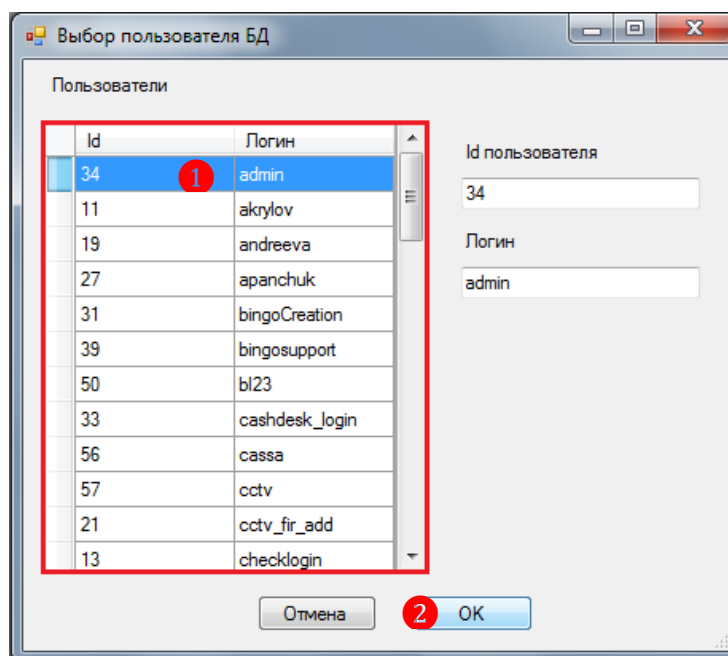 Выбор пользователя БД
Пользователи
Id Логин
34 1 admin
11 akrylov
19 andreeva
27 apanchuk
31 bingoCreation
39 bingosupport
50 bl23
33 cashdesk_login
56 cassa
57 cctv
21 cctv_fir_add
13 checklogin
Id пользователя
34
Логин
admin
Отмена 2 OK